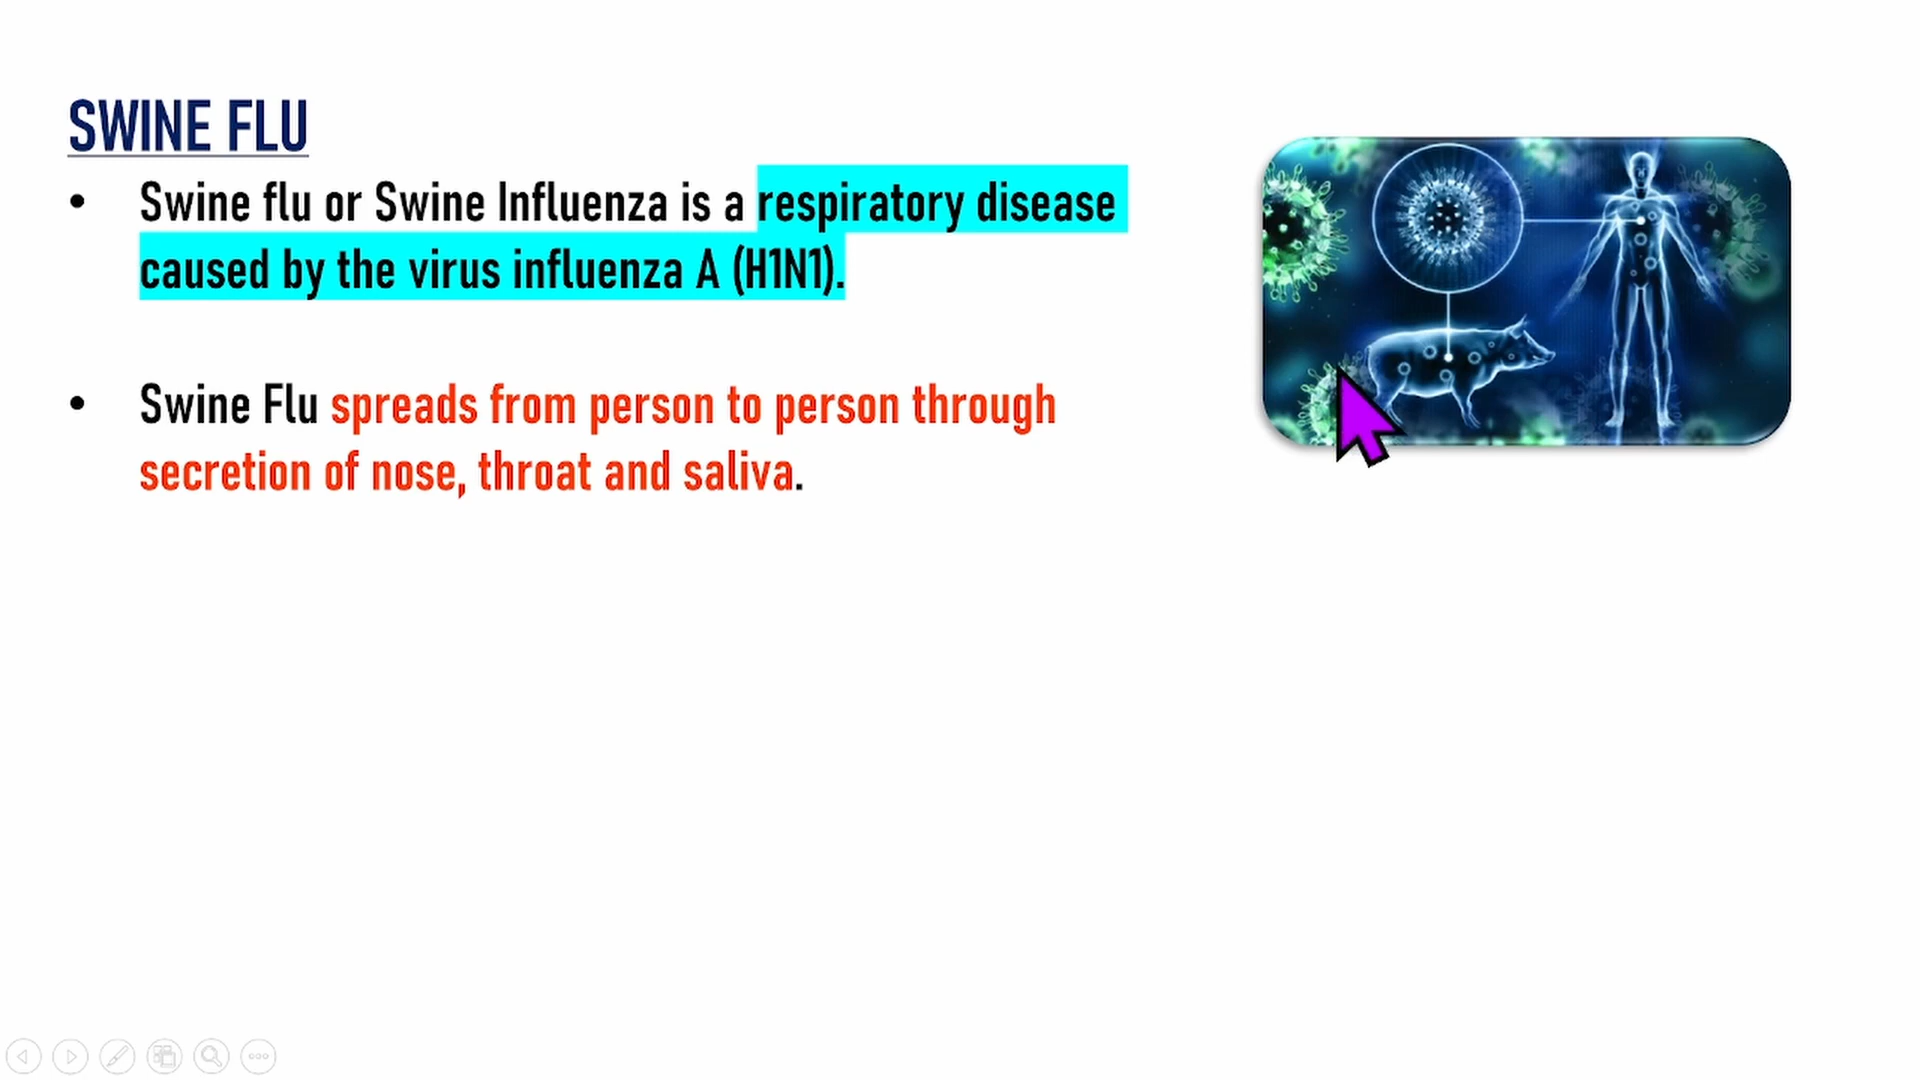 SWINE FLU
• Swine flu or Swine Influenza is a respiratory disease
caused by the virus influenza A (H1N1).
• Swine Flu spreads from person to person through
secretion of nose, throat and saliva.